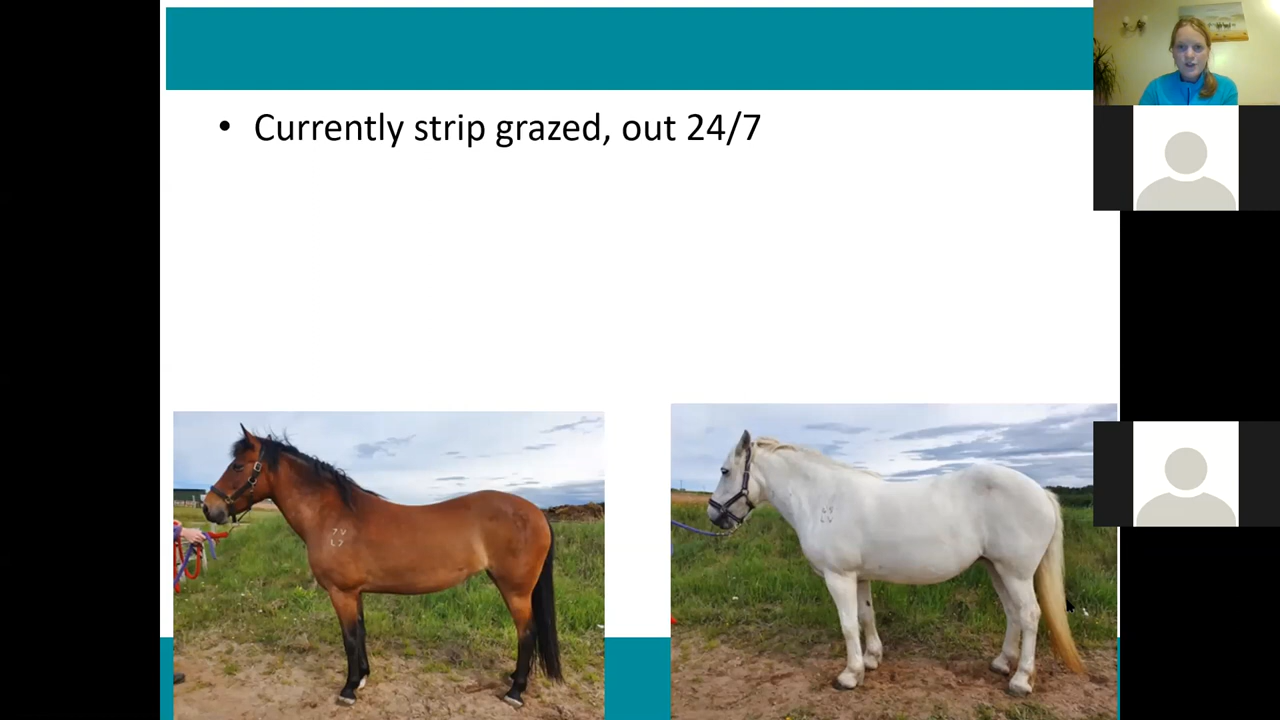 • Currently strip grazed, out 24/7